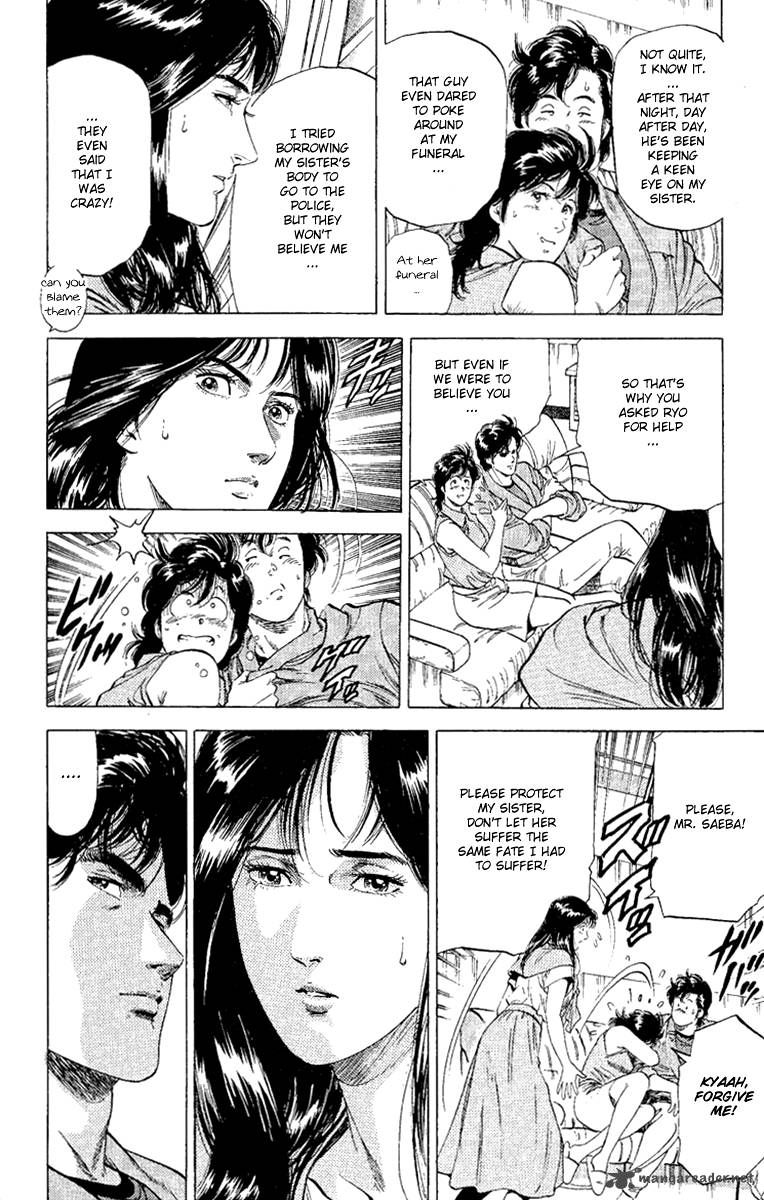 NOT QUITE,
I KNOW IT.
...
AFTER THAT
NIGHT, DAY
AFTER DAY,
HE'S BEEN
KEEPING
A KEEN
EYE ON MY
SISTER.
THAT GUY
EVEN DARED
TO POKE
AROUND
AT MY
FUNERAL
...
At her
funeral
...
I TRIED
BORROWING
MY SISTER'S
BODY TO
GO TO THE
POLICE,
BUT THEY
WON'T
BELIEVE ME
...
...
THEY
EVEN
SAID
THAT I
WAS
CRAZY!
can you
blame
them?
SO THAT'S
WHY YOU
ASKED RYO
FOR HELP
...
BUT EVEN IF
WE WERE TO
BELIEVE YOU
...
PLEASE,
MR. SAEBA!
PLEASE PROTECT
MY SISTER,
DON'T LET HER
SUFFER THE
SAME FATE I HAD
TO SUFFER!
KYAAH,
FORGIVE
ME!
....
mangareader.net